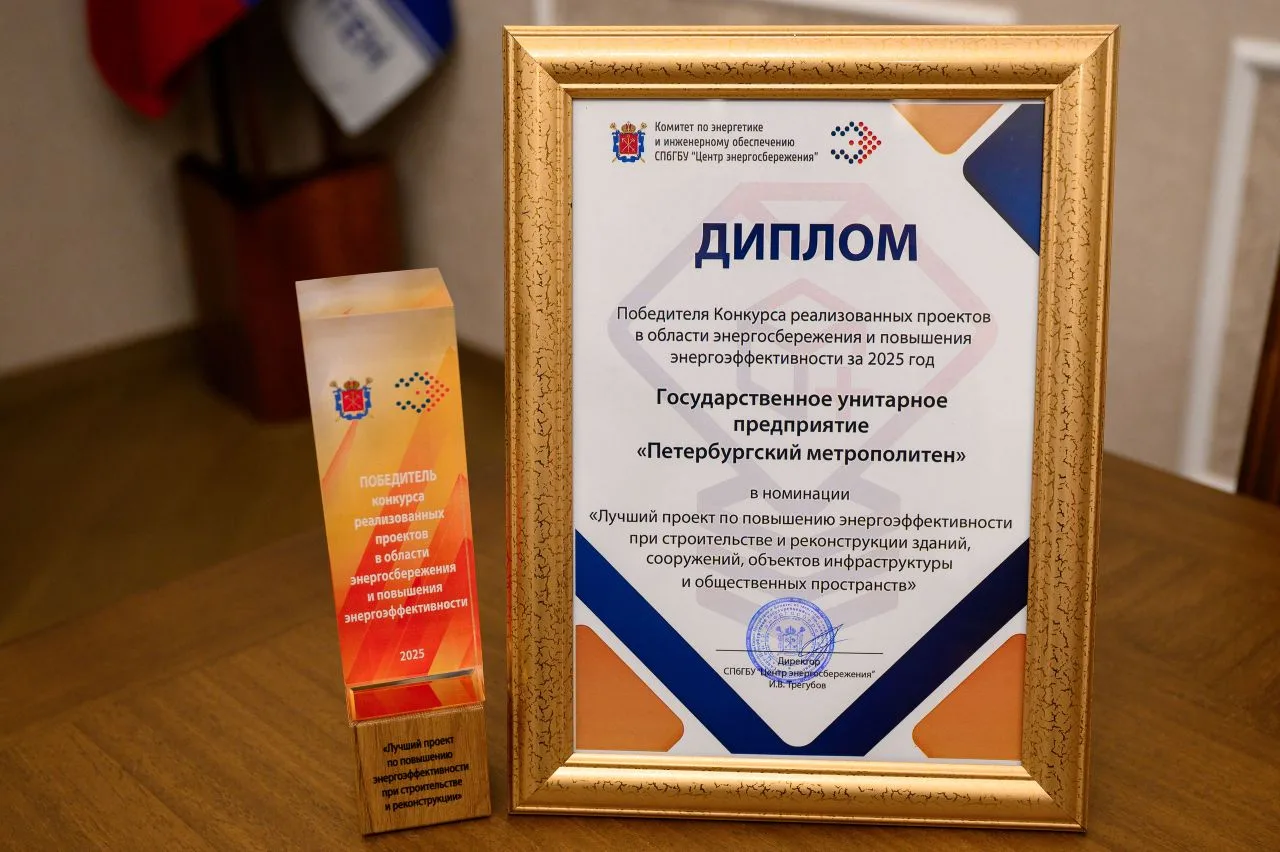 Комитет по энергетике
и инженерному обеспечению
СПбГБУ "Центр энергосбережения"
ДИПЛОМ
Победителя Конкурса реализованных проектов
в области энергосбережения и повышения
энергоэффективности за 2025 год
Государственное унитарное
предприятие
«Петербургский метрополитен»
в номинации
«Лучший проект по повышению энергоэффективности
при строительстве и реконструкции зданий,
сооружений, объектов инфраструктуры
и общественных пространств»
Директор
СПбГБУ "Центр энергосбережения"
И.В. Трегубов
ПОБЕДИТЕЛЬ
конкурса
реализованных
проектов
в области
энергосбережения
и повышения
энергоэффективности
2025
«Лучший проект
по повышению
энергоэффективности
при строительстве
и реконструкции»